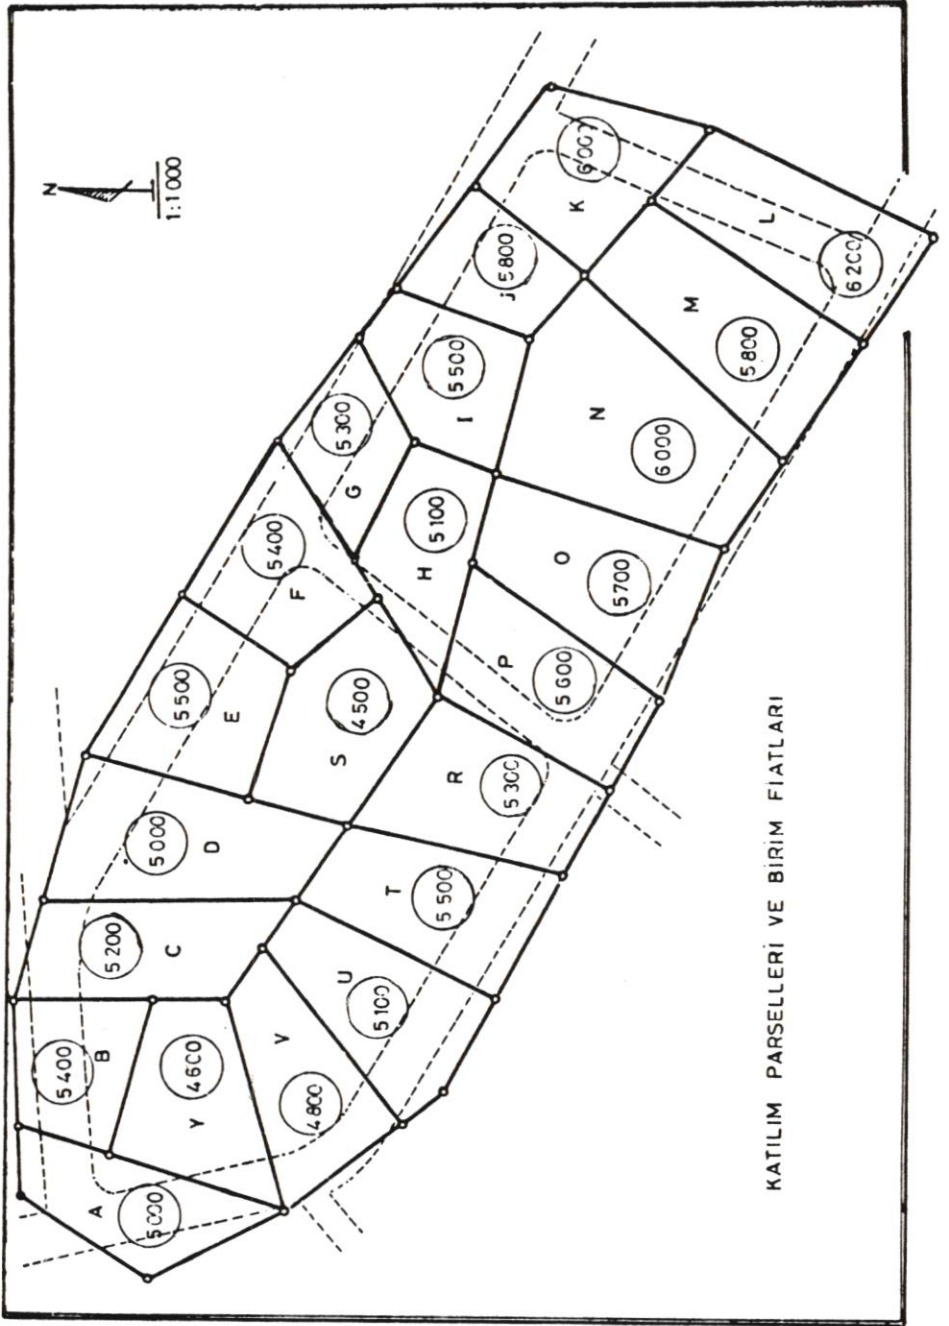 N
1:1000
A
5000
B
5400
C
5200
D
5000
E
5500
F
5400
G
5300
H
5100
I
5500
J
5800
K
6000
L
6200
M
5800
N
6000
O
5700
P
5600
R
5300
S
4500
T
5500
U
5100
V
4800
Y
4600
KATILIM PARSELLERİ VE BİRİM FİATLARI